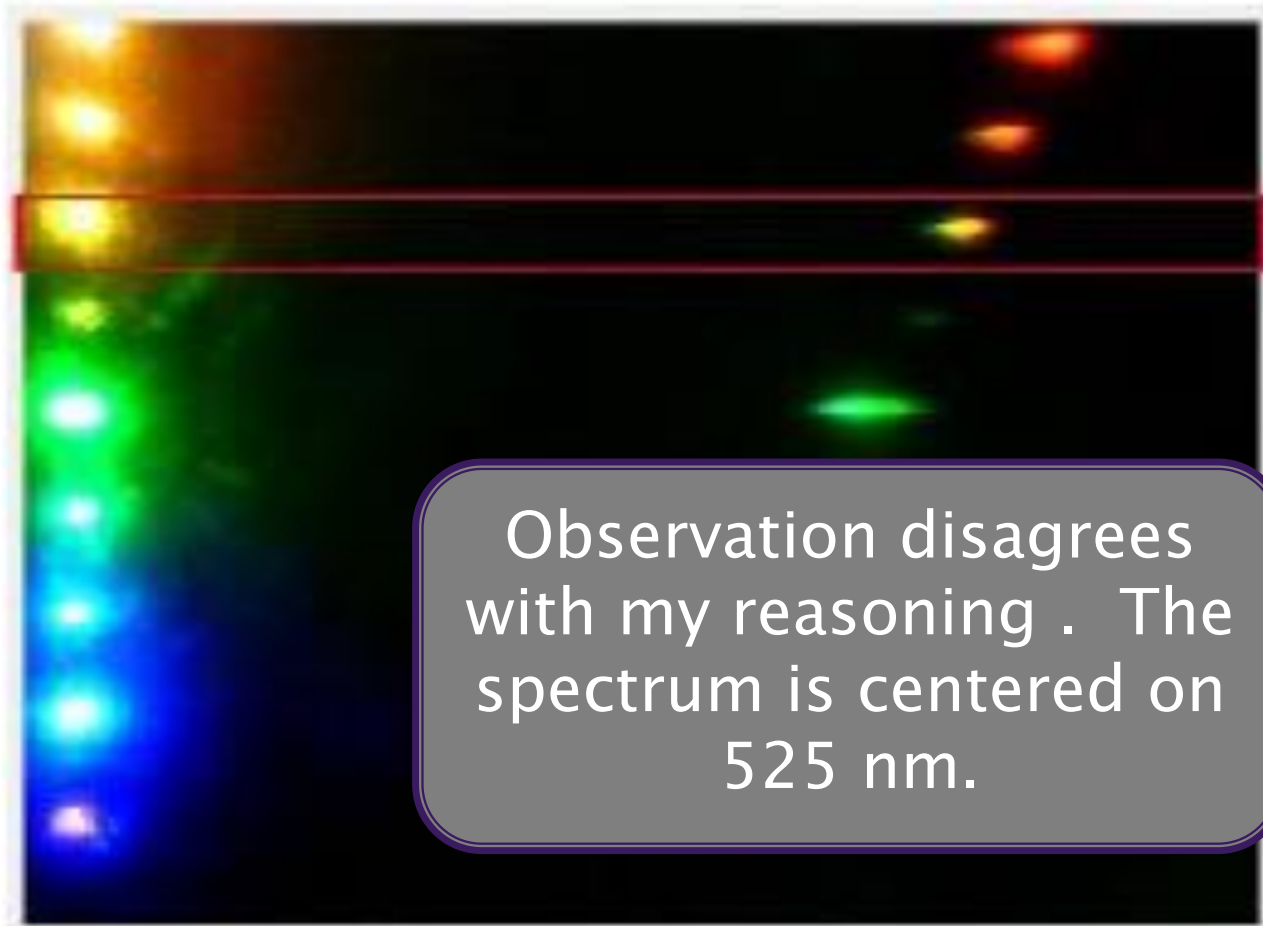 Observation disagrees
with my reasoning .  The
spectrum is centered on
525 nm.